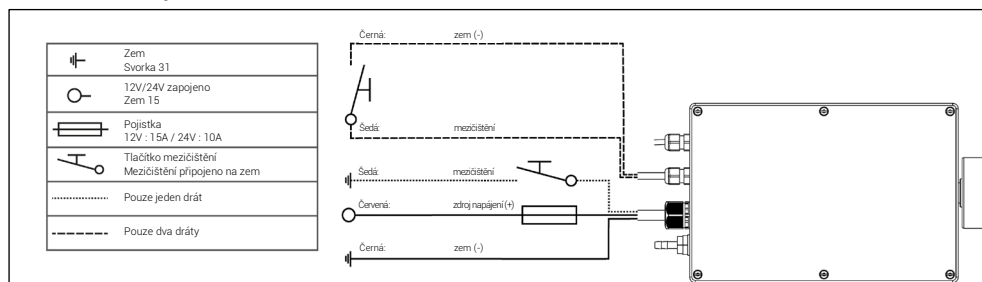 Zem
Svorka 31
12V/24V zapojeno
Zem 15
Pojistka
12V : 15A / 24V : 10A
Tlačítko mezičištění
Mezičištění připojeno na zem
Pouze jeden drát
Pouze dva dráty
Černá: zem (-)
Šedá: mezičištění
Šedá: mezičištění
Červená: zdroj napájení (+)
Černá: zem (-)